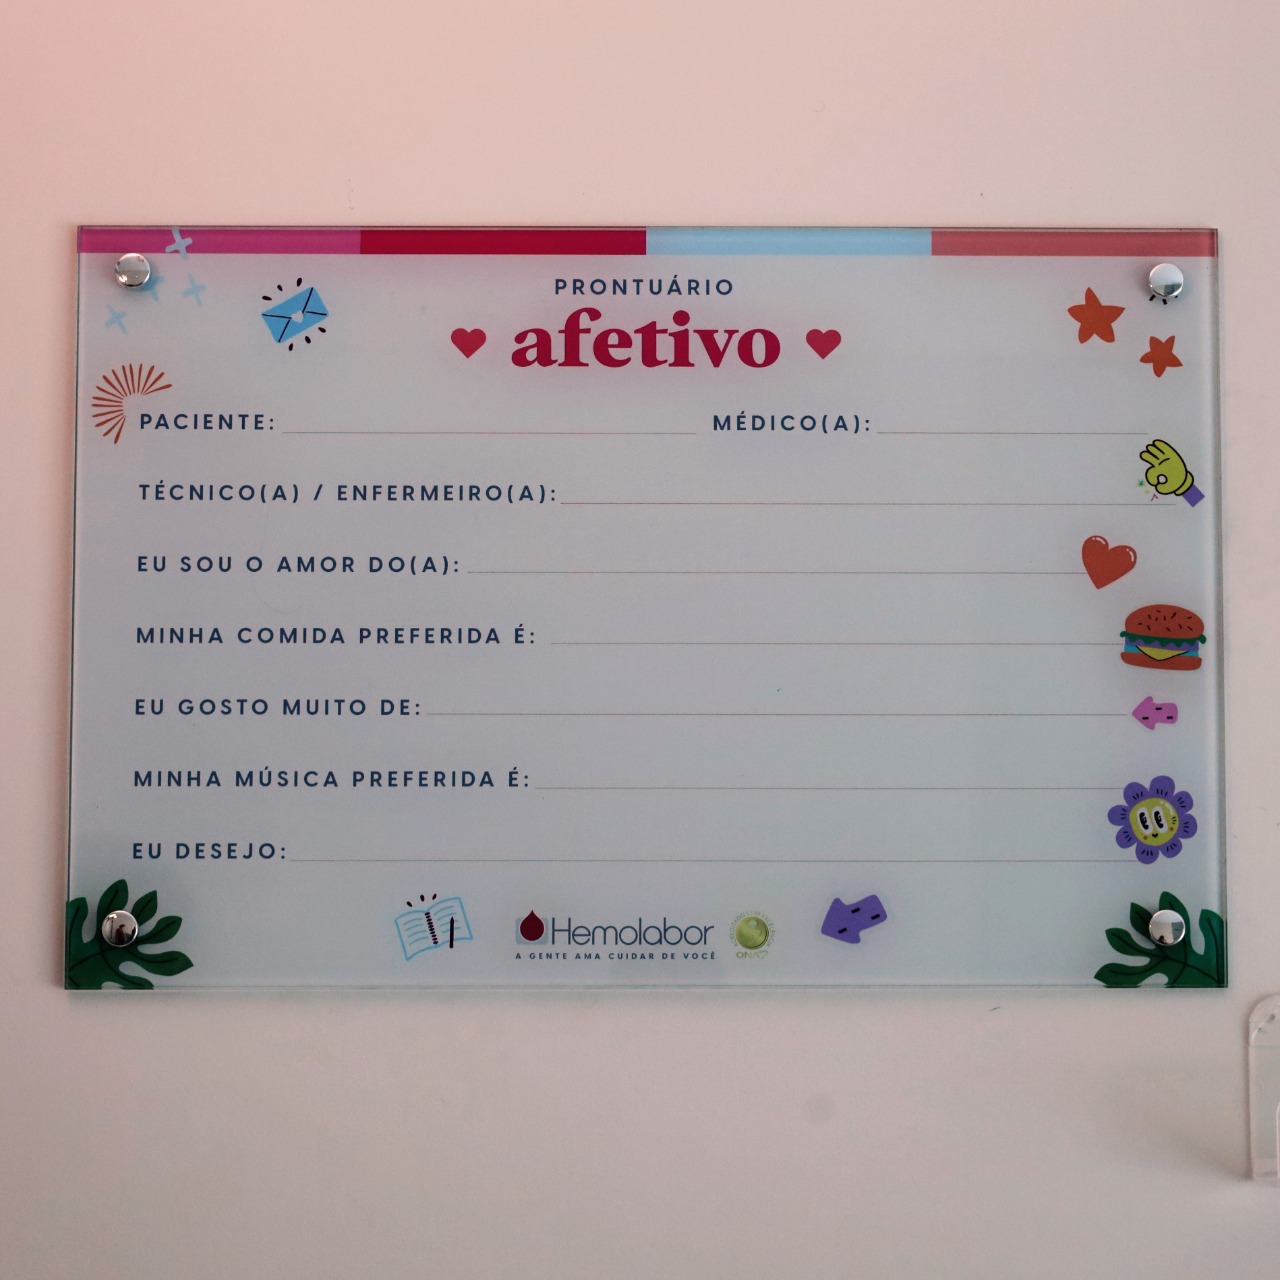 PRONTUÁRIO
afetivo
PACIENTE: MÉDICO(A):
TÉCNICO(A) / ENFERMEIRO(A):
EU SOU O AMOR DO(A):
MINHA COMIDA PREFERIDA É:
EU GOSTO MUITO DE:
MINHA MÚSICA PREFERIDA É:
EU DESEJO:
Hemolabor
A GENTE AMA CUIDAR DE VOCÊ
ONA